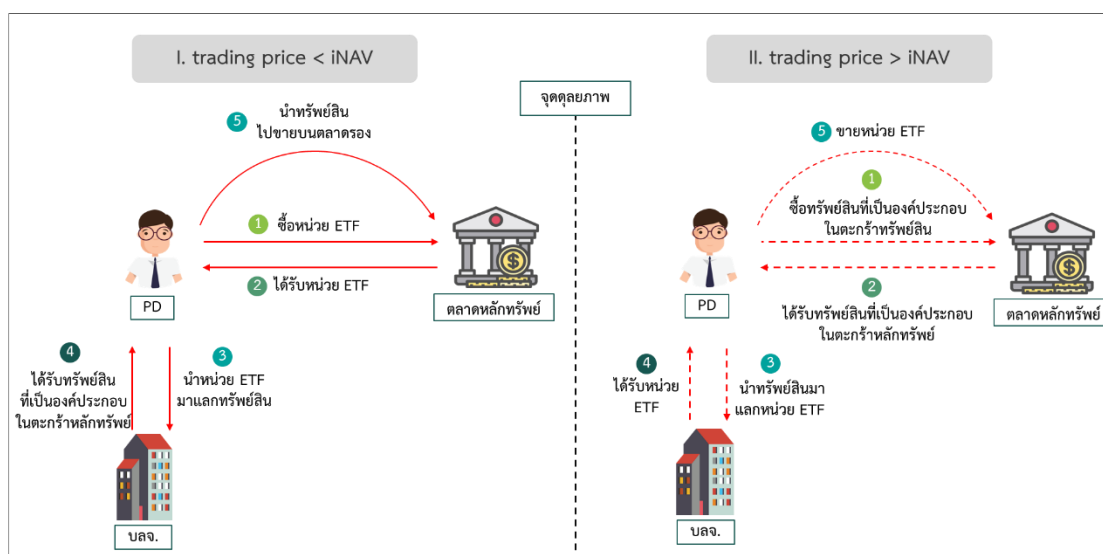 I. trading price < iNAV
5
นำทรัพย์สิน
ไปขายบนตลาดรอง
1 ซื้อหน่วย ETF
2 ได้รับหน่วย ETF
PD
ตลาดหลักทรัพย์
4
ได้รับทรัพย์สิน
ที่เป็นองค์ประกอบ
ในตะกร้าหลักทรัพย์
3
นำหน่วย ETF
มาแลกทรัพย์สิน
บลจ.
จุดดุลยภาพ
II. trading price > iNAV
5 ขายหน่วย ETF
1
ซื้อทรัพย์สินที่เป็นองค์ประกอบ
ในตะกร้าทรัพย์สิน
$
2
ได้รับทรัพย์สินที่เป็นองค์ประกอบ
ในตะกร้าหลักทรัพย์
PD
ตลาดหลักทรัพย์
4
ได้รับหน่วย
ETF
3
นำทรัพย์สินมา
แลกหน่วย ETF
บลจ.
$